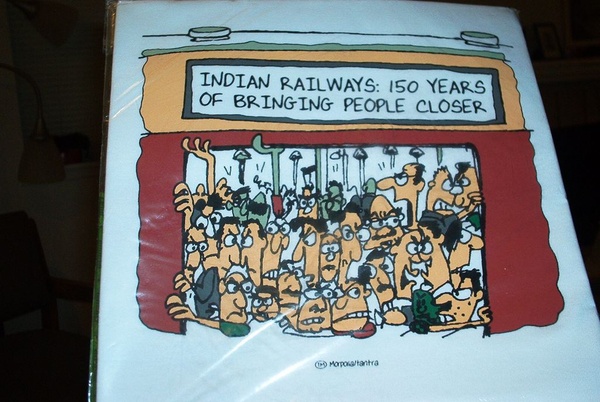 INDIAN RAILWAYS: 150 YEARS
OF BRINGING PEOPLE CLOSER